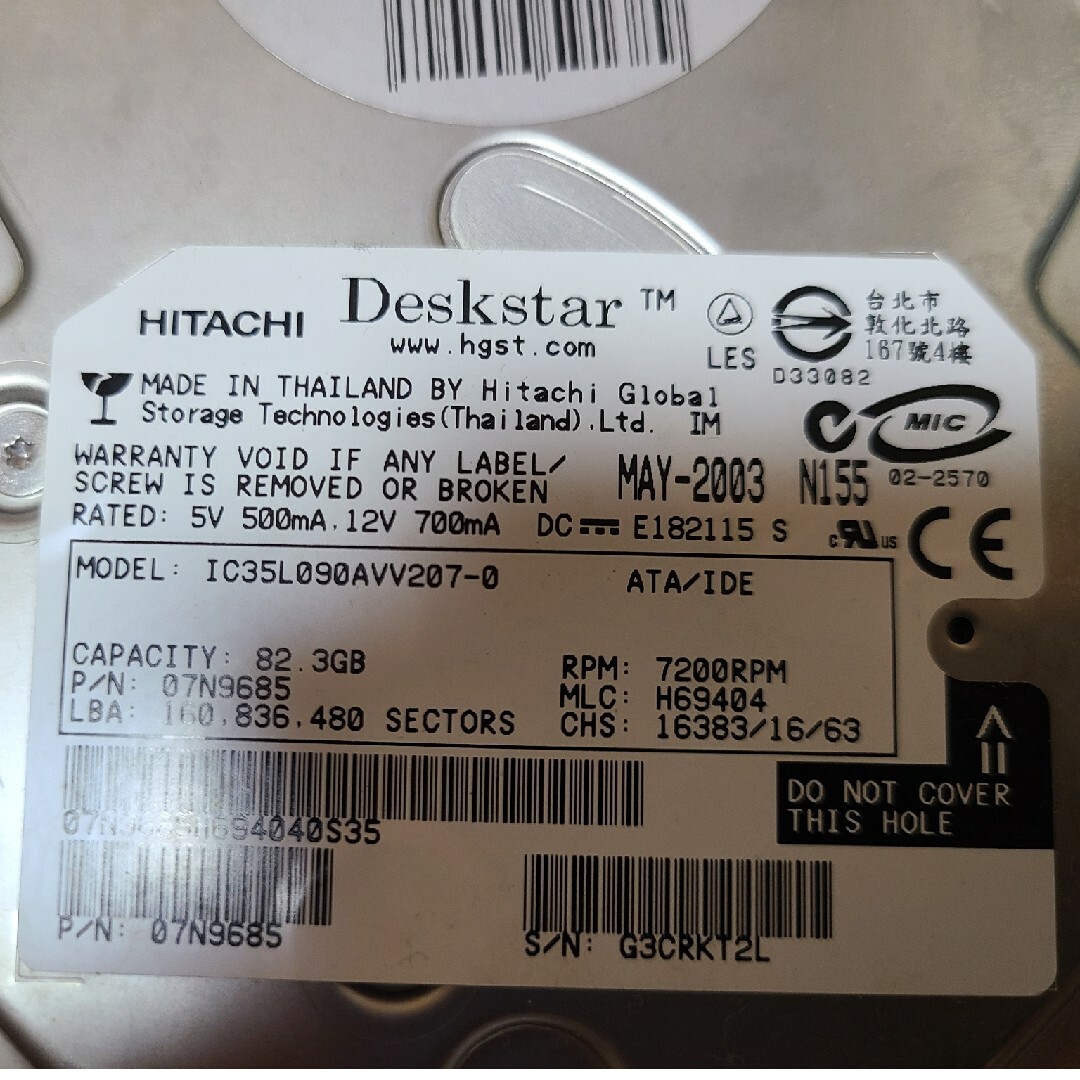 HITACHI Deskstar ™
www.hgst.com
LES
D33082
台北市
敦化北路
167號4樓
MADE IN THAILAND BY Hitachi Global
Storage Technologies(Thailand).Ltd. IM
MIC
WARRANTY VOID IF ANY LABEL/
SCREW IS REMOVED OR BROKEN
MAY-2003 N155 02-2570
RATED: 5V 500mA.12V 700mA DC E182115 S c US CE
MODEL: IC35L090AVV207-0 ATA/IDE
CAPACITY: 82.3GB RPM: 7200RPM
P/N: 07N9685 MLC: H69404
LBA: 160,836,480 SECTORS CHS: 16383/16/63
DO NOT COVER
THIS HOLE
07N9685H694040S35
P/N: 07N9685
S/N: G3CRKT2L